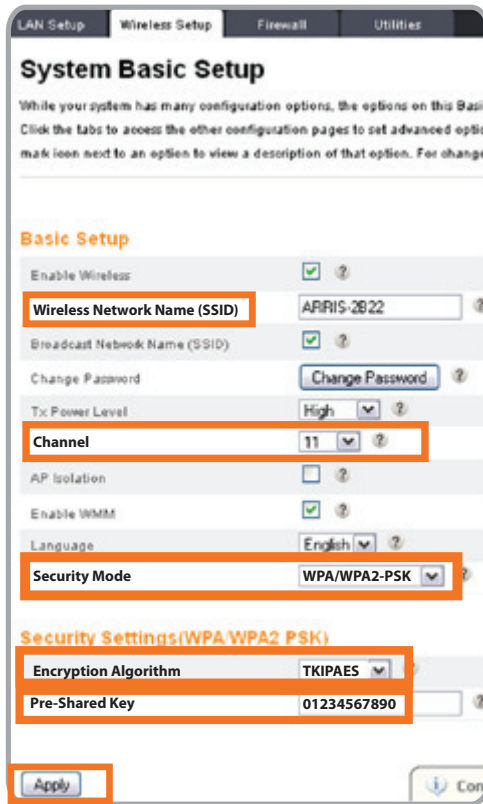 LAN Setup Wireless Setup Firewall Utilities
System Basic Setup
While your system has many configuration options, the options on this Basi
Click the tabs to access the other configuration pages to set advanced optio
mark icon next to an option to view a description of that option. For change
Basic Setup
Enable Wireless ?
Wireless Network Name (SSID) ARRIS-2B22 ?
Broadcast Network Name (SSID) ?
Change Password Change Password ?
Tx Power Level High ?
Channel 11 ?
AP Isolation ?
Enable WMM ?
Language English ?
Security Mode WPA/WPA2-PSK ?
Security Settings(WPA/WPA2 PSK)
Encryption Algorithm TKIPAES ?
Pre-Shared Key 01234567890 ?
Apply i Con